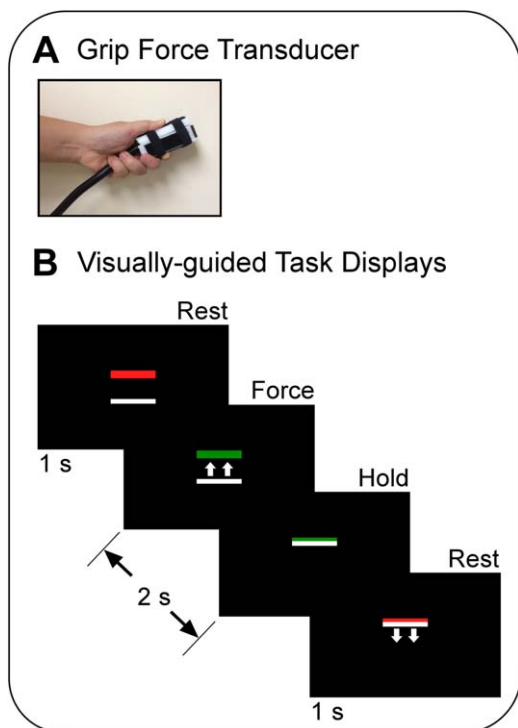 A Grip Force Transducer
B Visually-guided Task Displays
Rest
1 s
Force
2 s
Hold
Rest
1 s